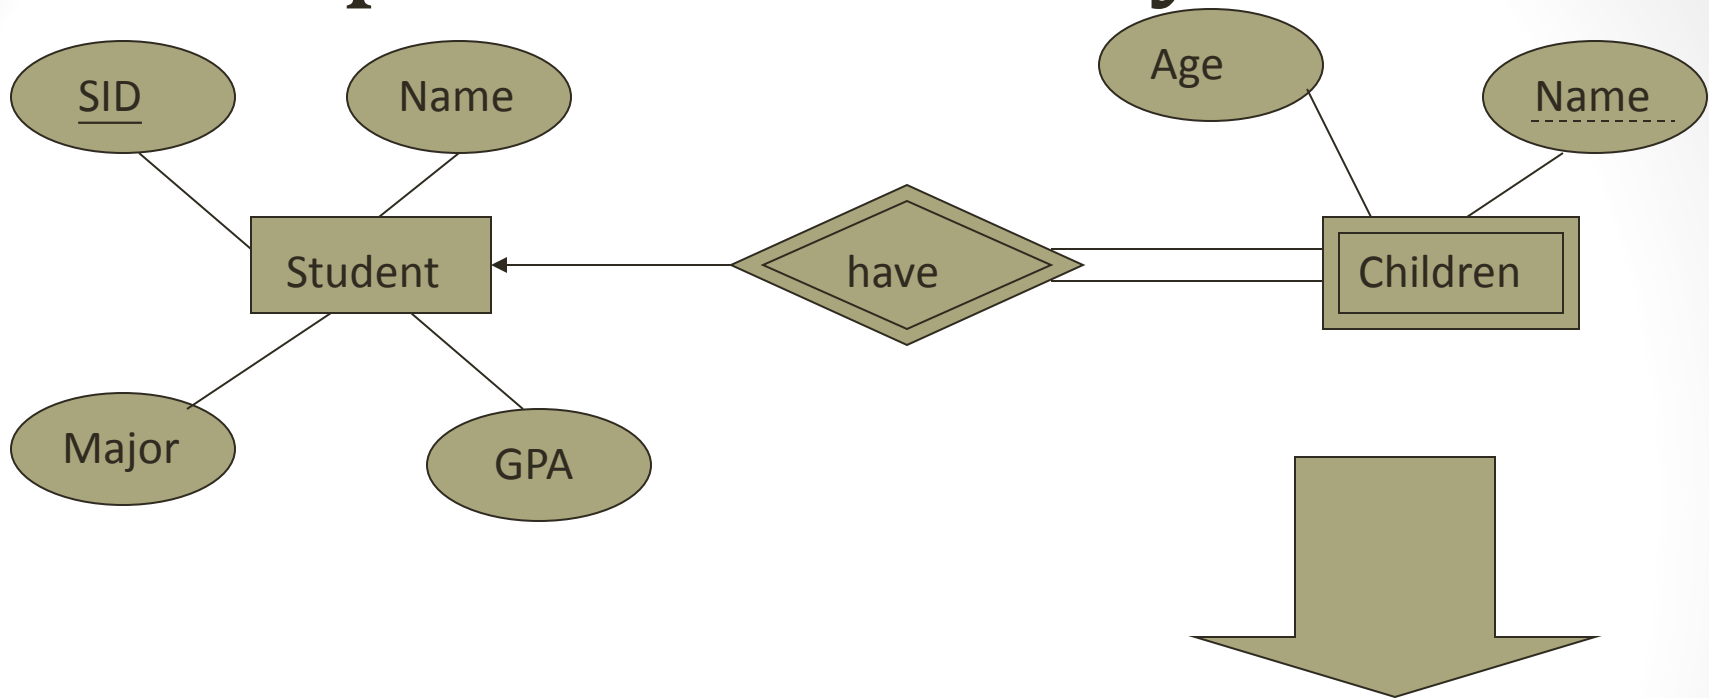 Age
SID
Name
Name
Student
have
Children
Major
GPA